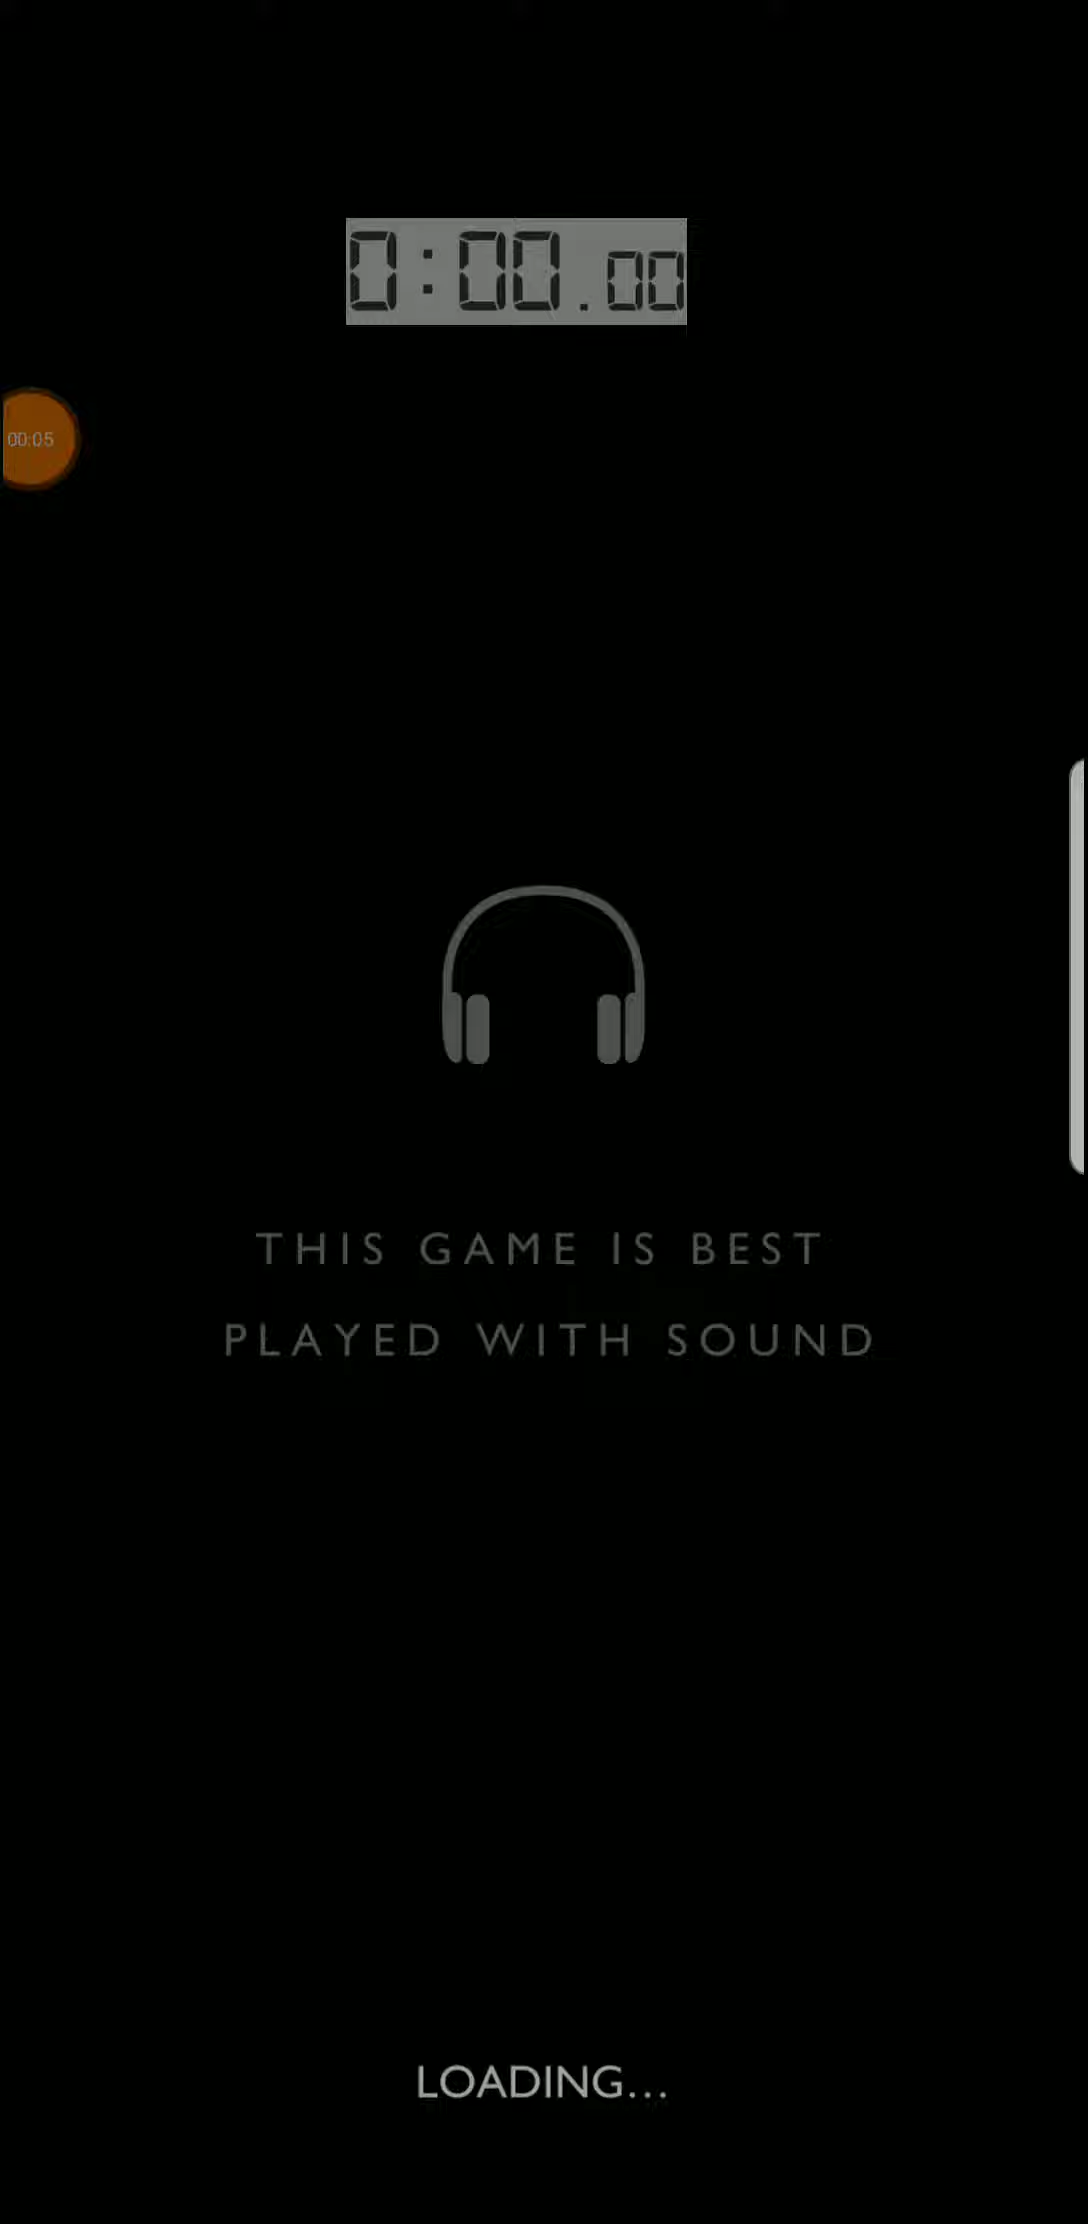 0:00.00
00:05
THIS GAME IS BEST
PLAYED WITH SOUND
LOADING...